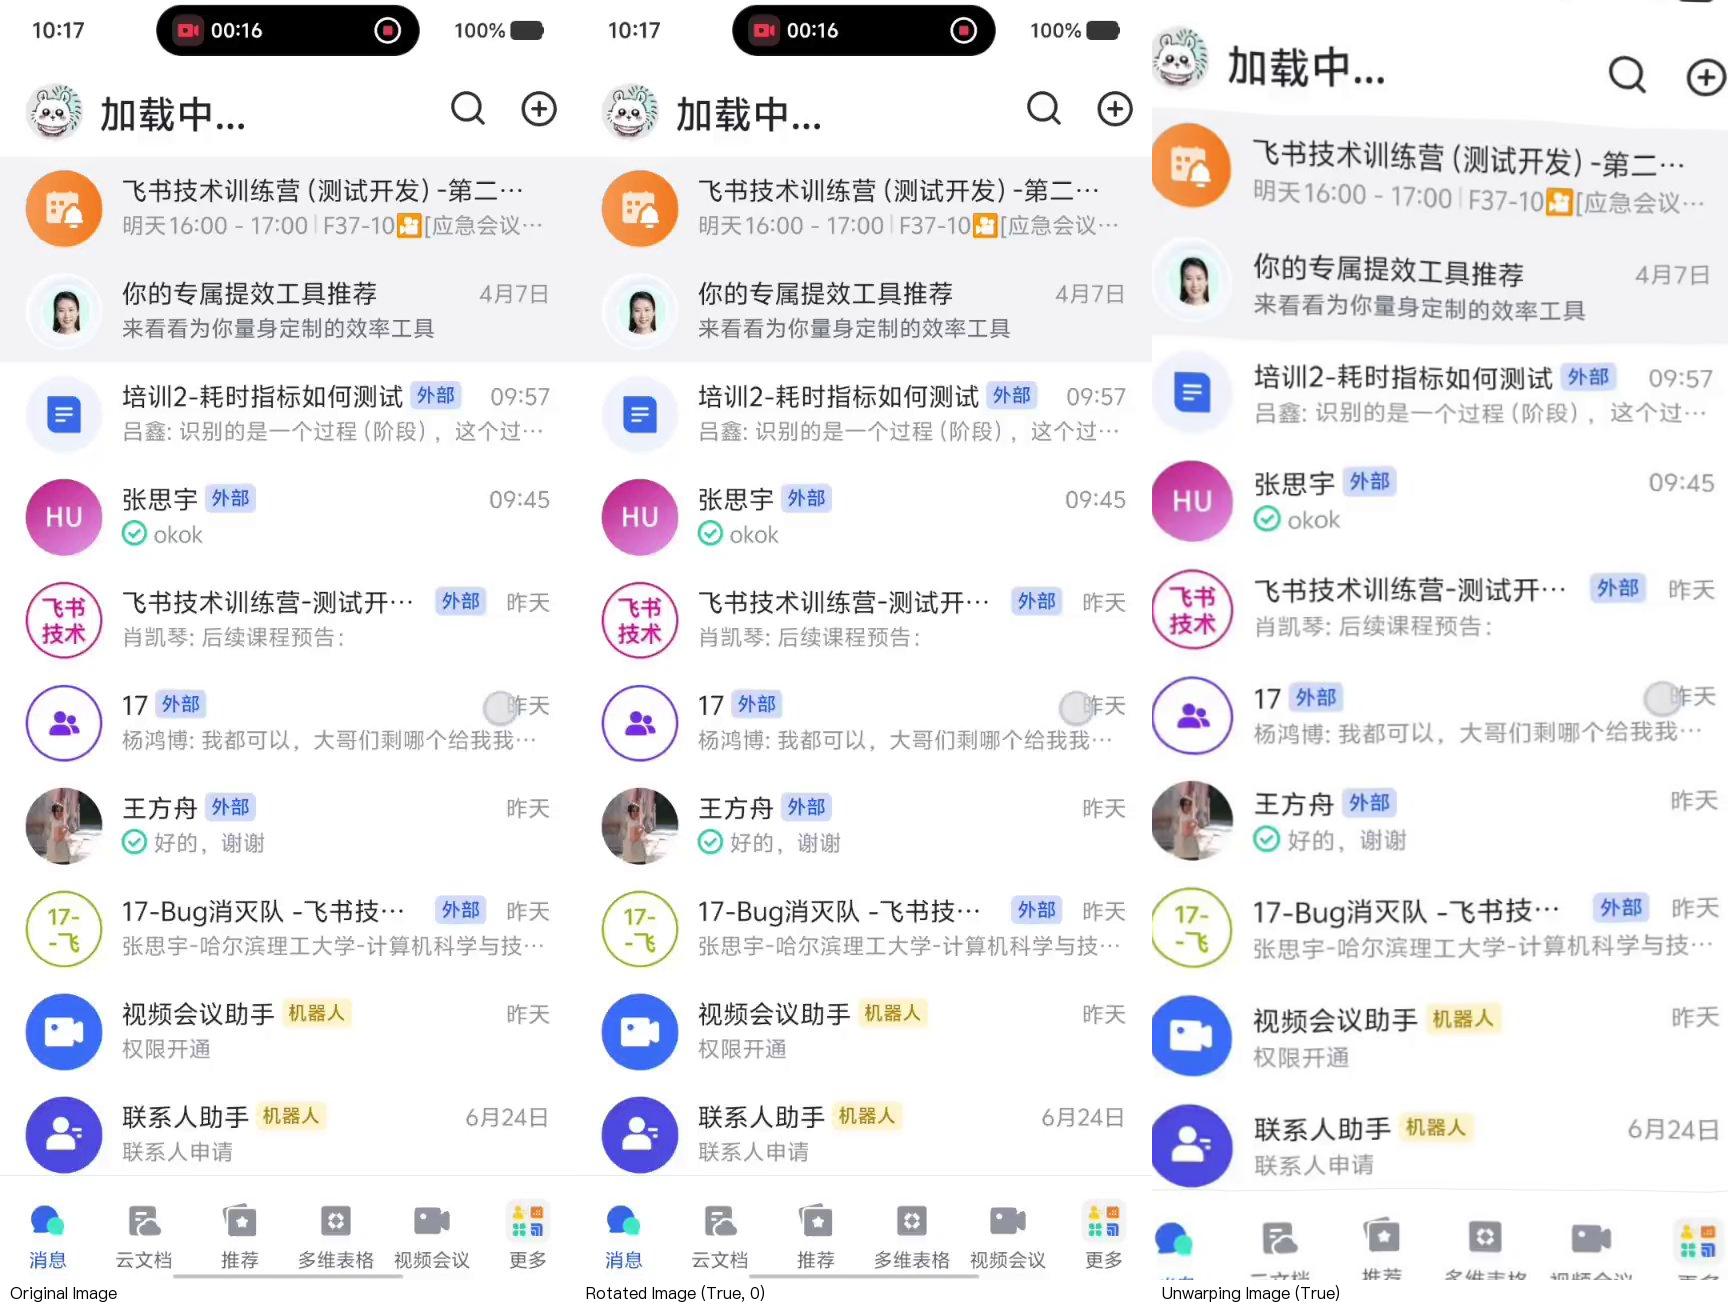 10:17
00:16
100%
加载中...
飞书技术训练营（测试开发）-第二…
明天16:00 - 17:00 | F37-10 [应急会议…
你的专属提效工具推荐 4月7日
来看看为你量身定制的效率工具
培训2-耗时指标如何测试 外部 09:57
吕鑫: 识别的是一个过程（阶段），这个过…
HU
张思宇 外部 09:45
okok
飞书
技术
飞书技术训练营-测试开… 外部 昨天
肖凯琴: 后续课程预告:
17 外部 昨天
杨鸿博: 我都可以，大哥们剩哪个给我我…
王方舟 外部 昨天
好的，谢谢
17-
-飞
17-Bug消灭队 -飞书技… 外部 昨天
张思宇-哈尔滨理工大学-计算机科学与技…
视频会议助手 机器人 昨天
权限开通
联系人助手 机器人 6月24日
联系人申请
消息 云文档 推荐 多维表格 视频会议 更多
Original Image
10:17
00:16
100%
加载中...
飞书技术训练营（测试开发）-第二…
明天16:00 - 17:00 | F37-10 [应急会议…
你的专属提效工具推荐 4月7日
来看看为你量身定制的效率工具
培训2-耗时指标如何测试 外部 09:57
吕鑫: 识别的是一个过程（阶段），这个过…
HU
张思宇 外部 09:45
okok
飞书
技术
飞书技术训练营-测试开… 外部 昨天
肖凯琴: 后续课程预告:
17 外部 昨天
杨鸿博: 我都可以，大哥们剩哪个给我我…
王方舟 外部 昨天
好的，谢谢
17-
-飞
17-Bug消灭队 -飞书技… 外部 昨天
张思宇-哈尔滨理工大学-计算机科学与技…
视频会议助手 机器人 昨天
权限开通
联系人助手 机器人 6月24日
联系人申请
消息 云文档 推荐 多维表格 视频会议 更多
Rotated Image (True, 0)
加载中...
飞书技术训练营（测试开发）-第二…
明天16:00 - 17:00 | F37-10 [应急会议…
你的专属提效工具推荐 4月7日
来看看为你量身定制的效率工具
培训2-耗时指标如何测试 外部 09:57
吕鑫: 识别的是一个过程（阶段），这个过…
HU
张思宇 外部 09:45
okok
飞书
技术
飞书技术训练营-测试开… 外部 昨天
肖凯琴: 后续课程预告:
17 外部 昨天
杨鸿博: 我都可以，大哥们剩哪个给我我…
王方舟 外部 昨天
好的，谢谢
17-
-飞
17-Bug消灭队 -飞书技… 外部 昨天
张思宇-哈尔滨理工大学-计算机科学与技…
视频会议助手 机器人 昨天
权限开通
联系人助手 机器人 6月24日
联系人申请
Unwarping Image (True)